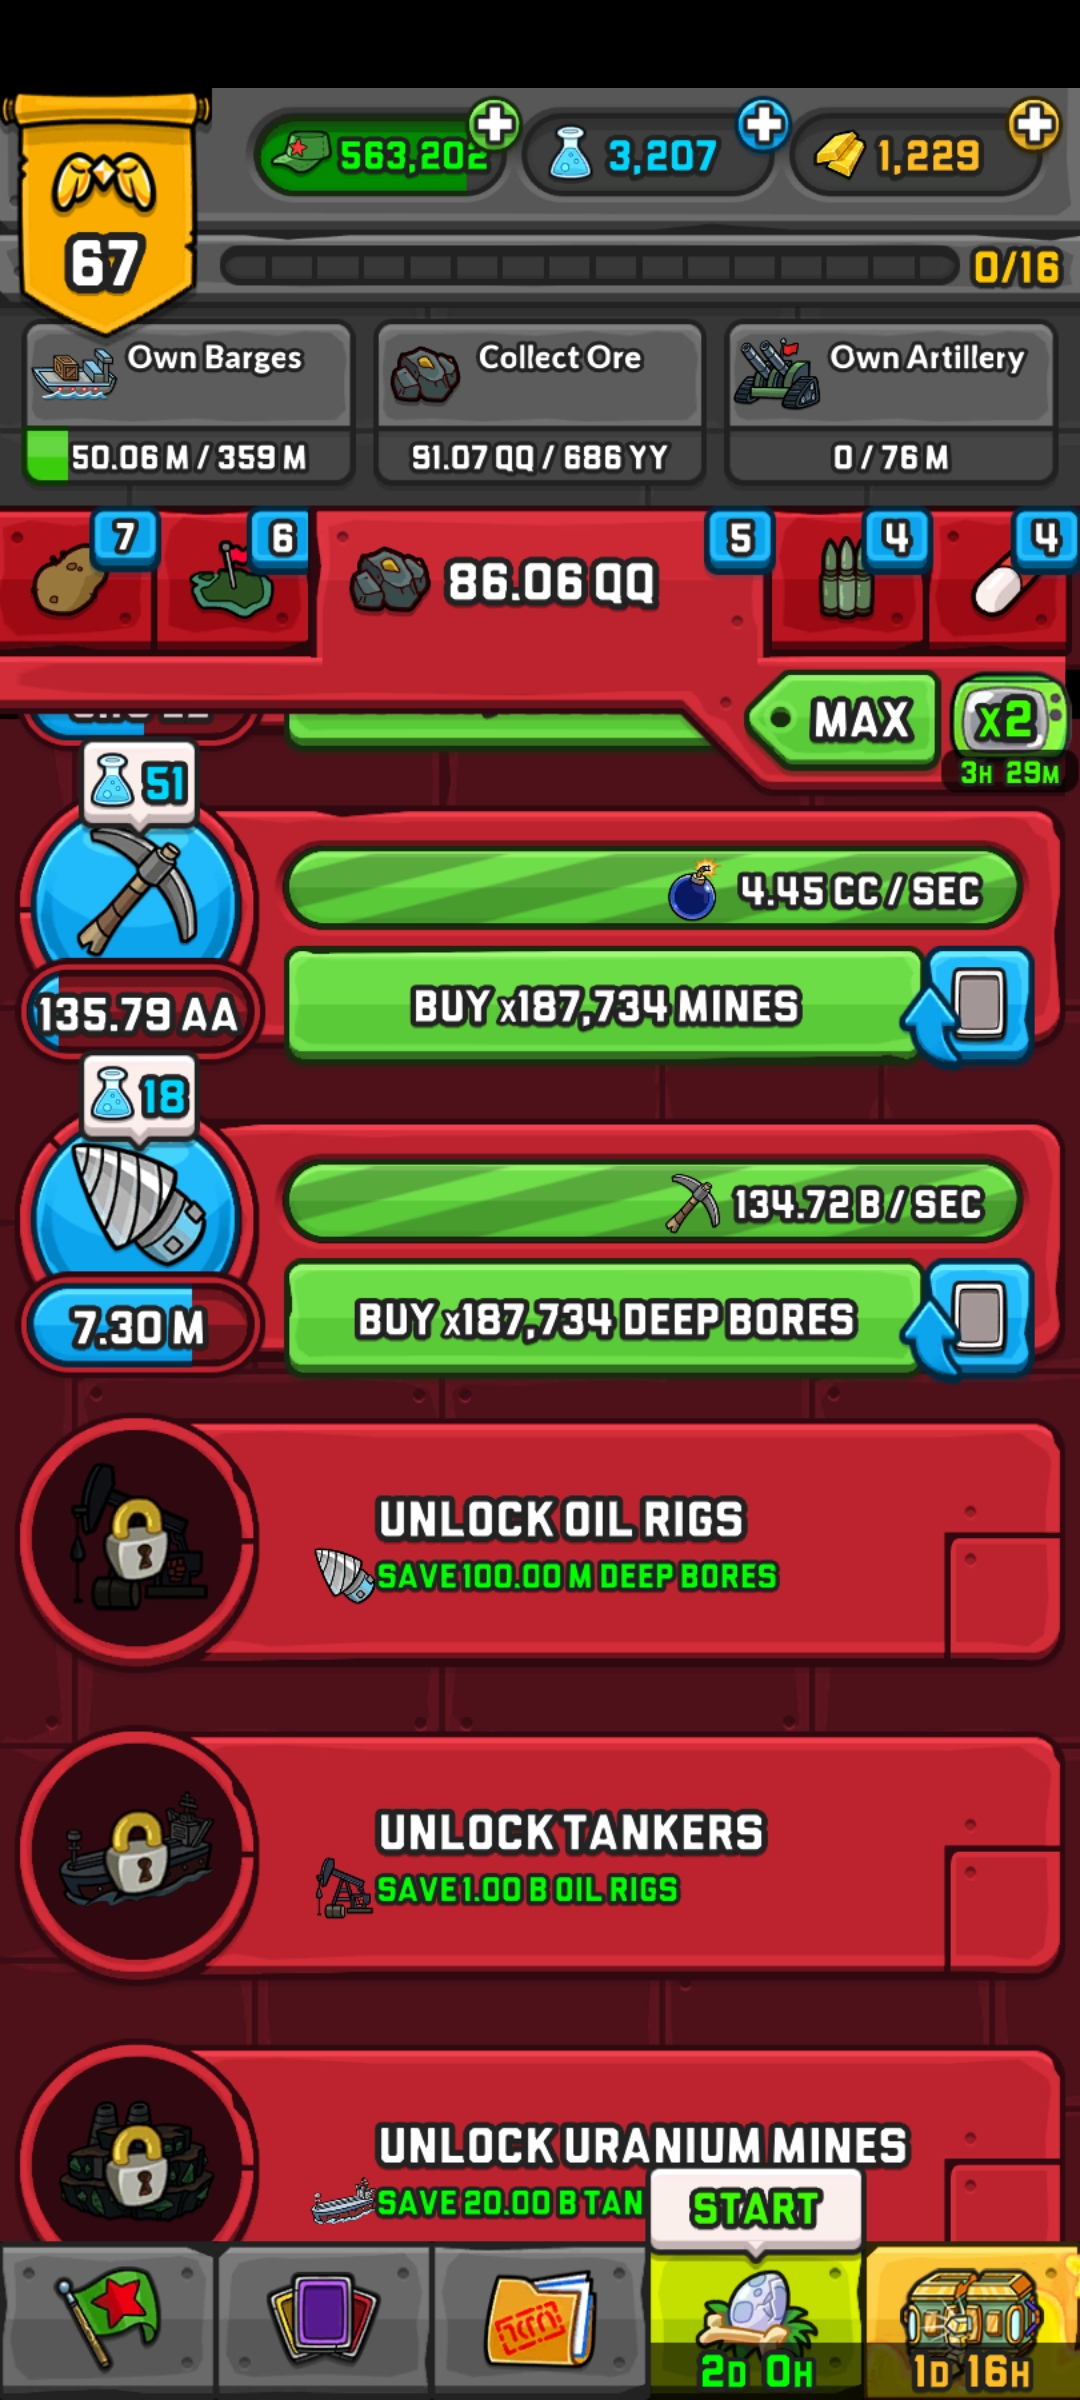 563,202
3,207
1,229
67
0/16
Own Barges
50.06 M / 359 M
Collect Ore
91.07 QQ / 686 YY
Own Artillery
0 / 76 M
7
6
86.06 QQ
5
4
4
MAX
x2
3H 29M
51
4.45 CC / SEC
135.79 AA
BUY x187,734 MINES
18
134.72 B / SEC
7.30 M
BUY x187,734 DEEP BORES
UNLOCK OIL RIGS
SAVE 100.00 M DEEP BORES
UNLOCK TANKERS
SAVE 1.00 B OIL RIGS
UNLOCK URANIUM MINES
SAVE 20.00 B TAN
START
2D 0H
1D 16H